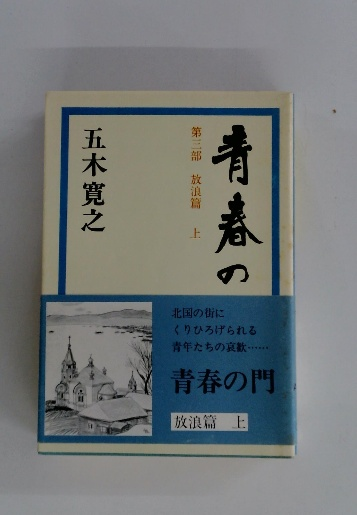 青春の
第三部 放浪篇 上
五木寛之
北国の街に
くりひろげられる
青年たちの哀歓……
青春の門
放浪篇 上